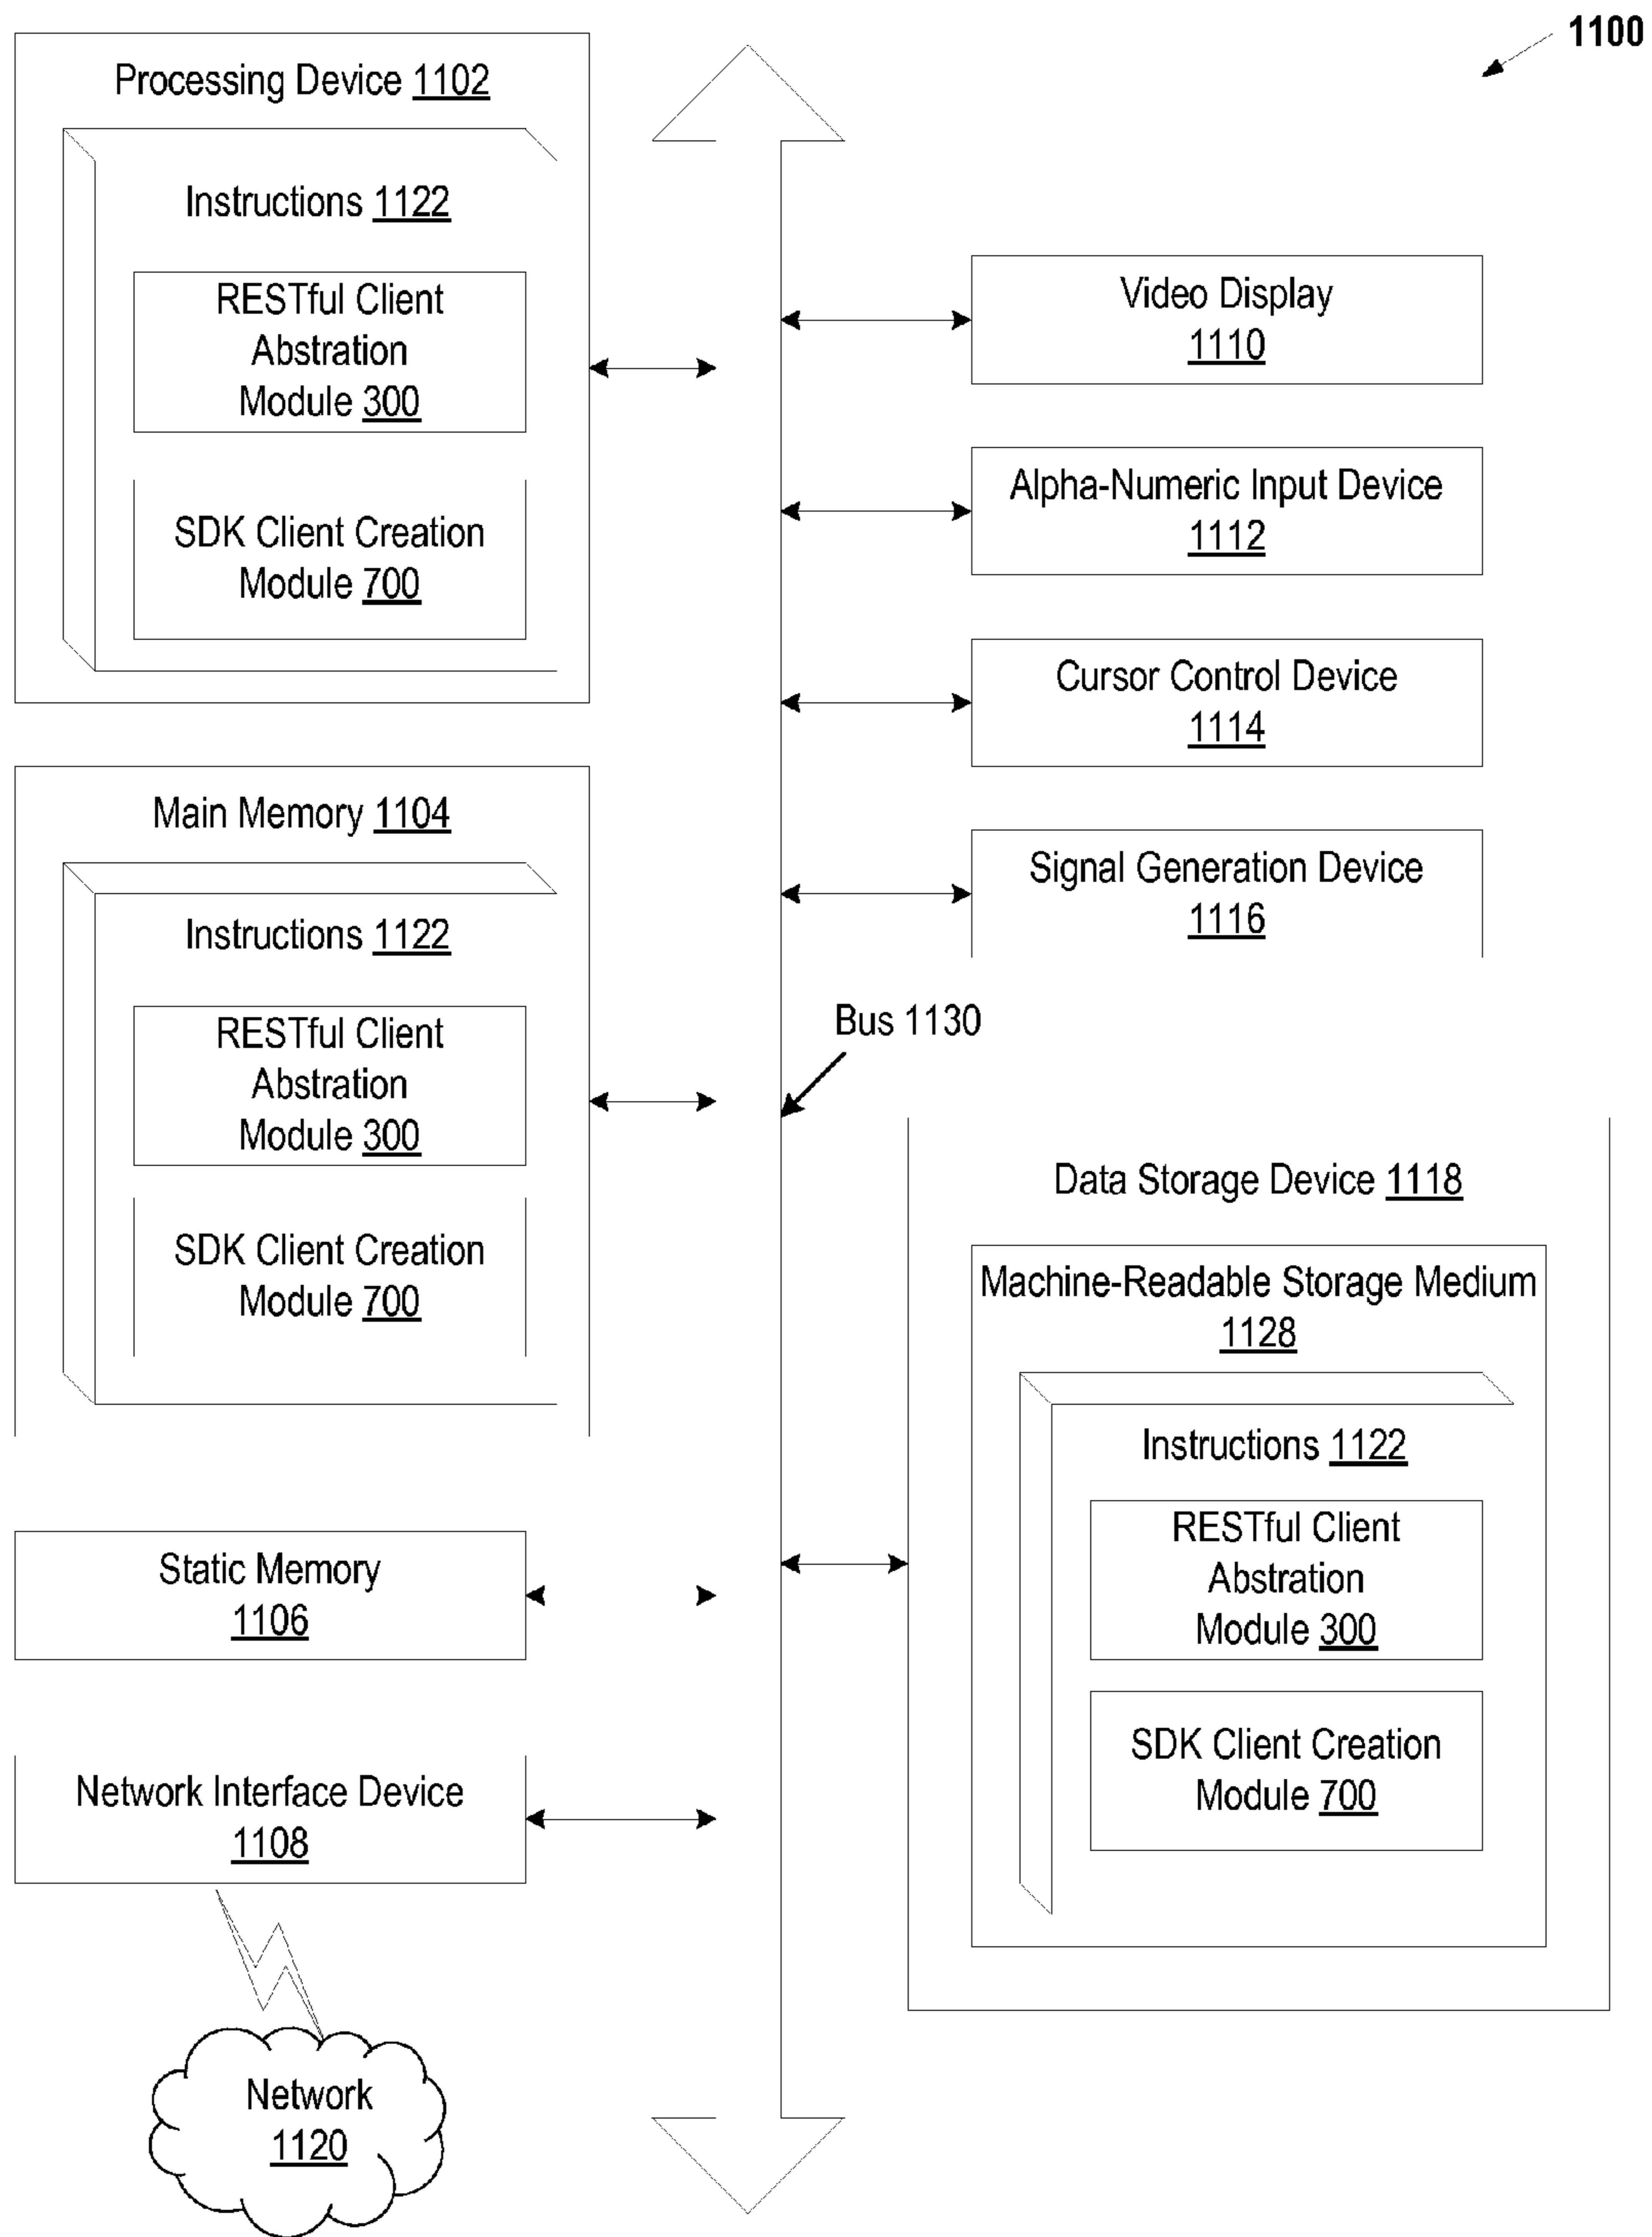 1100
Processing Device 1102
Instructions 1122
RESTful Client
Abstration
Module 300
SDK Client Creation
Module 700
Main Memory 1104
Instructions 1122
RESTful Client
Abstration
Module 300
SDK Client Creation
Module 700
Static Memory
1106
Network Interface Device
1108
Network
1120
Video Display
1110
Alpha-Numeric Input Device
1112
Cursor Control Device
1114
Signal Generation Device
1116
Bus 1130
Data Storage Device 1118
Machine-Readable Storage Medium
1128
Instructions 1122
RESTful Client
Abstration
Module 300
SDK Client Creation
Module 700